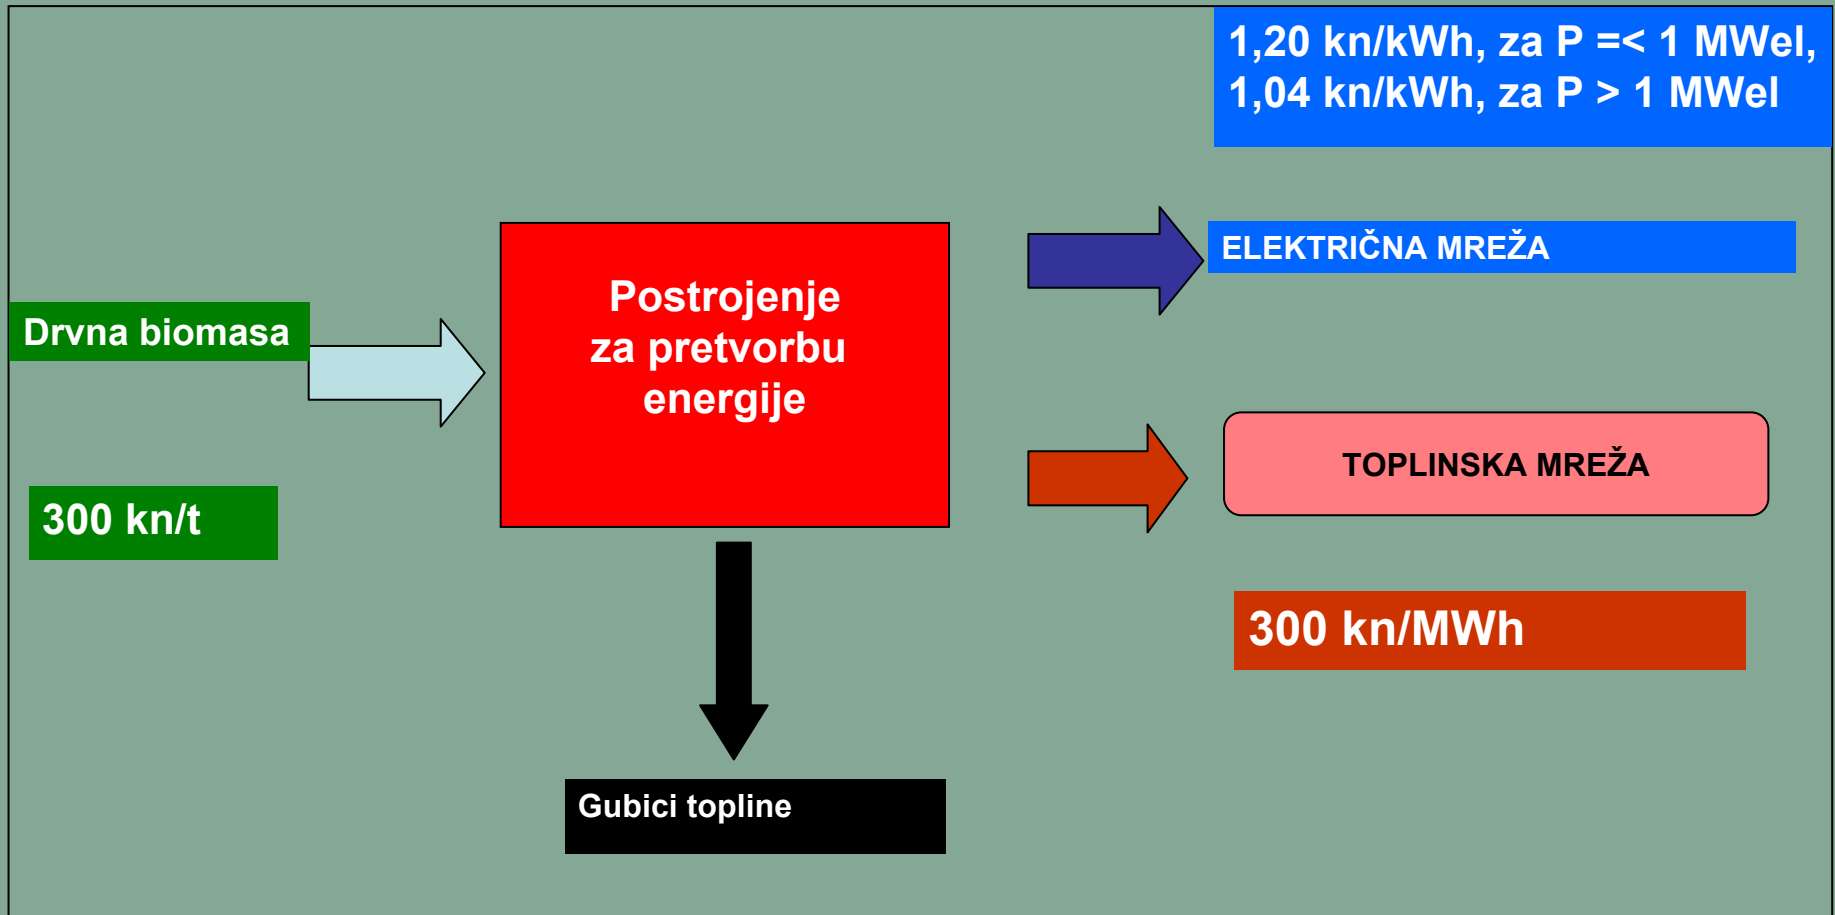 1,20 kn/kWh, za P =< 1 MWel,
1,04 kn/kWh, za P > 1 MWel
ELEKTRIČNA MREŽA
Drvna biomasa
Postrojenje
za pretvorbu
energije
TOPLINSKA MREŽA
300 kn/t
300 kn/MWh
Gubici topline